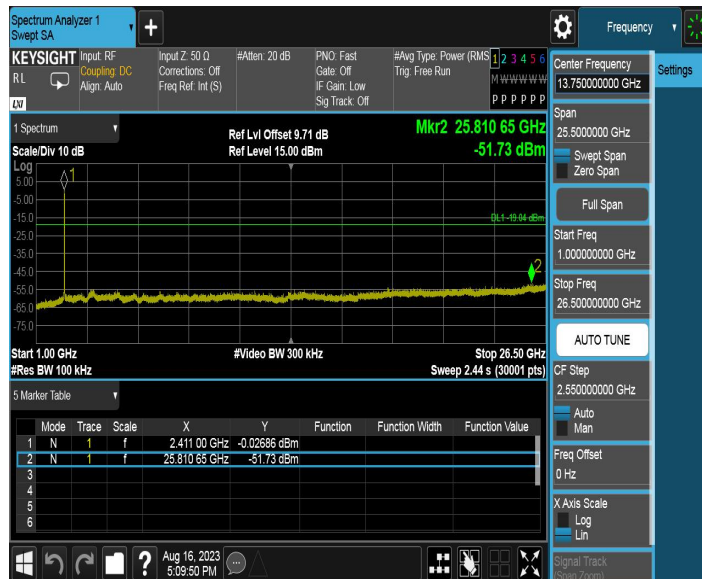 Spectrum Analyzer 1
Swept SA
+
Frequency
KEYSIGHT
RL
LXI
Input: RF
Coupling: DC
Align: Auto
Input Z: 50 Ω
Corrections: Off
Freq Ref: Int (S)
#Atten: 20 dB
PNO: Fast
Gate: Off
IF Gain: Low
Sig Track: Off
#Avg Type: Power (RMS
Trig: Free Run
1 2 3 4 5 6
M W W W W W
P P P P P P
1 Spectrum
Scale/Div 10 dB
Ref Lvl Offset 9.71 dB
Ref Level 15.00 dBm
Mkr2 25.810 65 GHz
-51.73 dBm
Log
5.00
-5.00
-15.0
-25.0
-35.0
-45.0
-55.0
-65.0
-75.0
1
DL1 -19.04 dBm
2
Start 1.00 GHz
#Res BW 100 kHz
#Video BW 300 kHz
Stop 26.50 GHz
Sweep 2.44 s (30001 pts)
5 Marker Table
Mode Trace Scale X Y Function Function Width Function Value
1 N 1 f 2.411 00 GHz -0.02686 dBm
2 N 1 f 25.810 65 GHz -51.73 dBm
3
4
5
6
?
Aug 16, 2023
5:09:50 PM
Settings
Center Frequency
13.750000000 GHz
Span
25.5000000 GHz
Swept Span
Zero Span
Full Span
Start Freq
1.000000000 GHz
Stop Freq
26.500000000 GHz
AUTO TUNE
CF Step
2.550000000 GHz
Auto
Man
Freq Offset
0 Hz
X Axis Scale
Log
Lin
Signal Track
(Span Zoom)